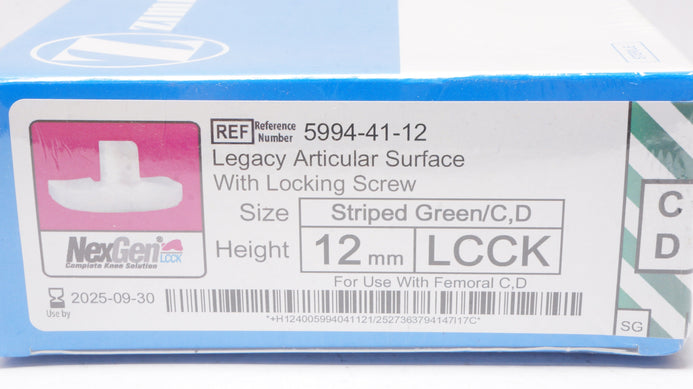 REF Reference Number 5994-41-12
Legacy Articular Surface
With Locking Screw
Size Striped Green/C,D
Height 12 mm LCCK
For Use With Femoral C,D
NexGen LCCK
Complete Knee Solution
Use by 2025-09-30
*+H124005994041121/2527363794147I17C*
C
D
SG